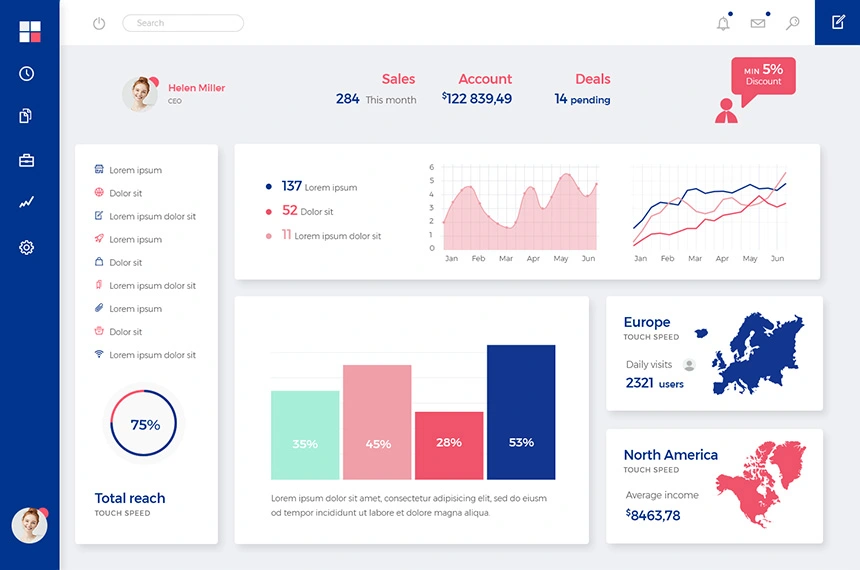 Search
Helen Miller
CEO
Sales
284 This month
Account
$122 839,49
Deals
14 pending
MIN 5%
Discount
Lorem ipsum
Dolor sit
Lorem ipsum dolor sit
Lorem ipsum
Dolor sit
Lorem ipsum dolor sit
Lorem ipsum
Dolor sit
Lorem ipsum dolor sit
75%
Total reach
TOUCH SPEED
137 Lorem ipsum
52 Dolor sit
11 Lorem ipsum dolor sit
6
5
4
3
2
1
0
Jan Feb Mar Apr May Jun
Jan Feb Mar Apr May Jun
35% 45% 28% 53%
Lorem ipsum dolor sit amet, consectetur adipisicing elit, sed do eiusm
od tempor incididunt ut labore et dolore magna aliqua.
Europe
TOUCH SPEED
Daily visits
2321 users
North America
TOUCH SPEED
Average income
$8463,78